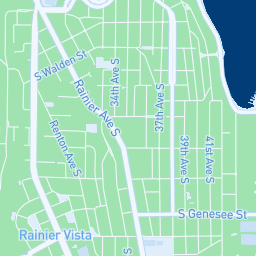 S Walden St
34th Ave S
Rainier Ave S
37th Ave S
Renton Ave S
39th Ave S
41st Ave S
S Genesee St
Rainier Vista